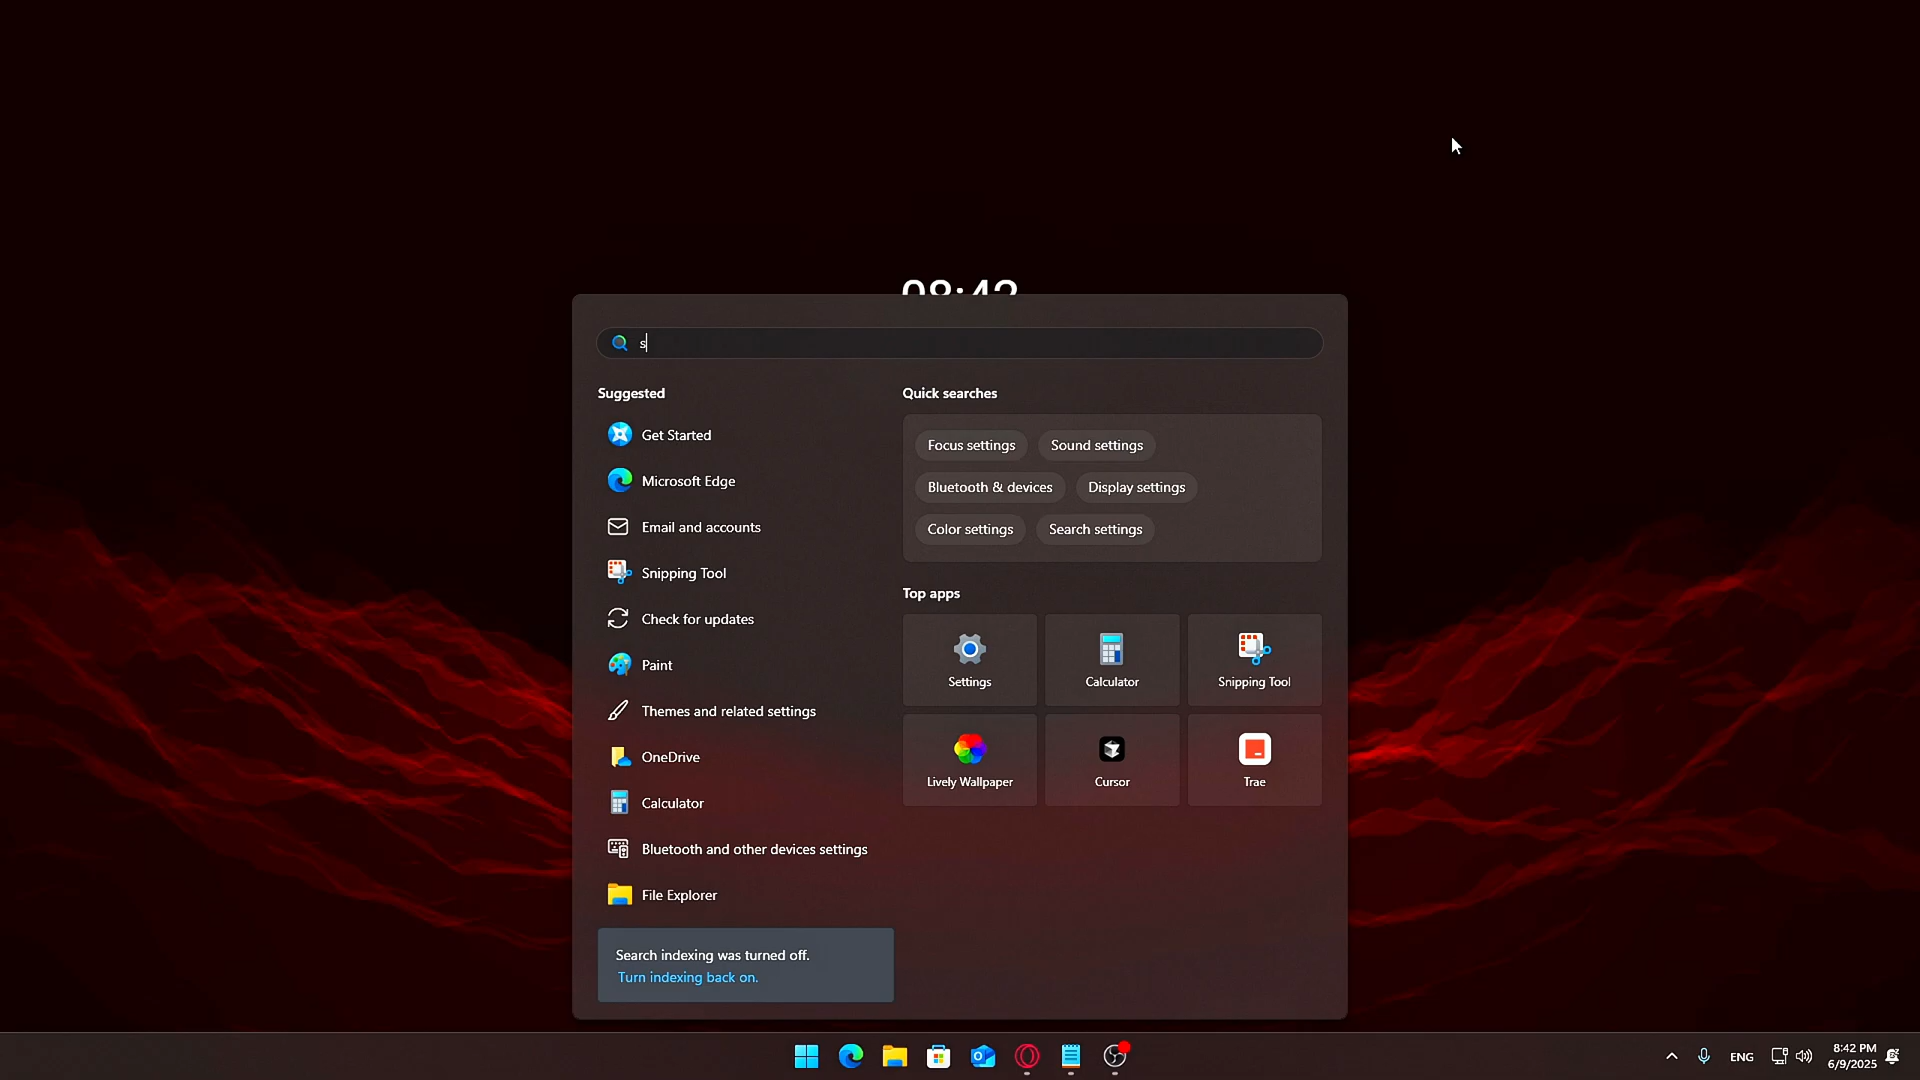 08:42
s
Suggested
Get Started
Microsoft Edge
Email and accounts
Snipping Tool
Check for updates
Paint
Themes and related settings
OneDrive
Calculator
Bluetooth and other devices settings
File Explorer
Search indexing was turned off.
Turn indexing back on.
Quick searches
Focus settings
Sound settings
Bluetooth & devices
Display settings
Color settings
Search settings
Top apps
Settings
Calculator
Snipping Tool
Lively Wallpaper
Cursor
Trae
ENG
8:42 PM
6/9/2025